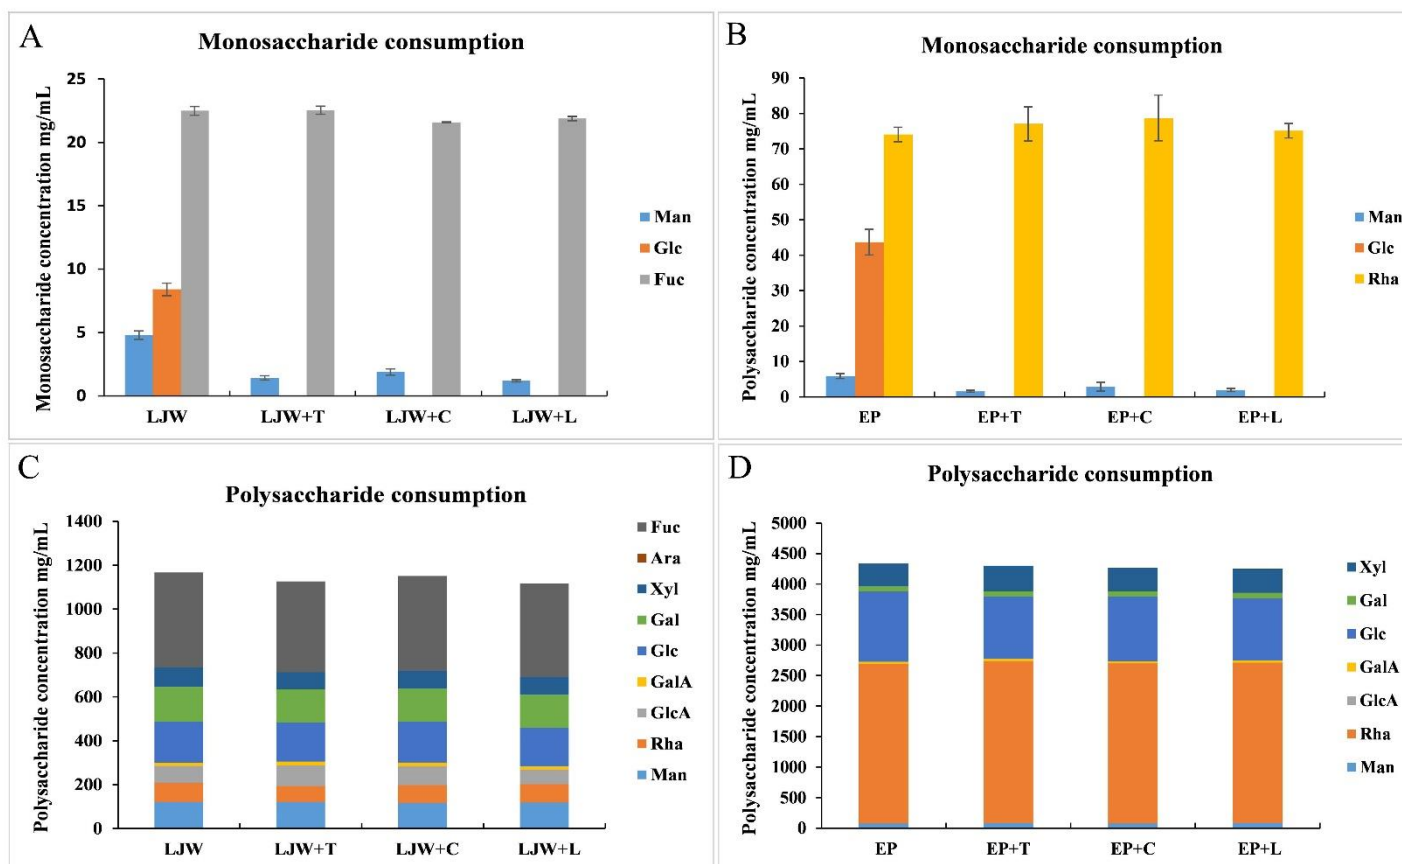 A
Monosaccharide consumption
Monosaccharide concentration mg/mL
25
20
15
10
5
0
LJW
LJW+T
LJW+C
LJW+L
Man
Glc
Fuc
B
Monosaccharide consumption
Polysaccharide concentration mg/mL
90
80
70
60
50
40
30
20
10
0
EP
EP+T
EP+C
EP+L
Man
Glc
Rha
C
Polysaccharide consumption
Polysaccharide concentration mg/mL
1400
1200
1000
800
600
400
200
0
LJW
LJW+T
LJW+C
LJW+L
Fuc
Ara
Xyl
Gal
Glc
GalA
GlcA
Rha
Man
D
Polysaccharide consumption
Polysaccharide concentration mg/mL
5000
4500
4000
3500
3000
2500
2000
1500
1000
500
0
EP
EP+T
EP+C
EP+L
Xyl
Gal
Glc
GalA
GlcA
Rha
Man